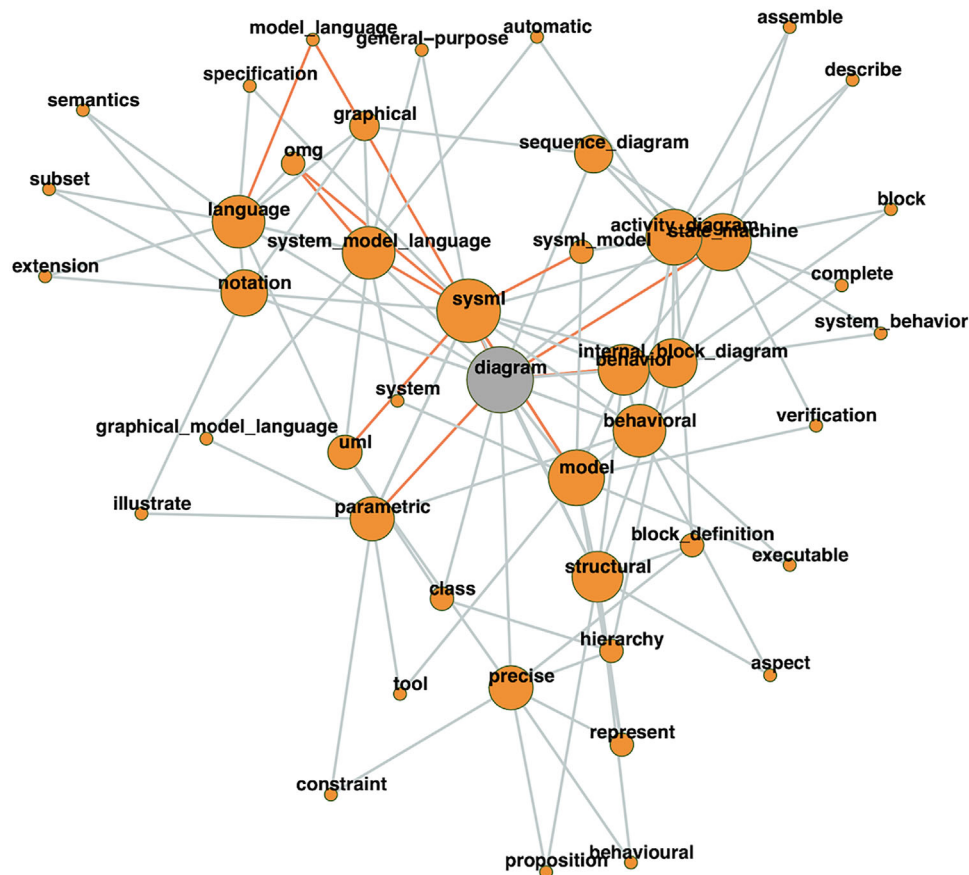 model_language
general-purpose
automatic
assemble
specification
describe
semantics
graphical
sequence_diagram
omg
subset
language
block
activity_diagram
state_machine
system_model_language
sysml_model
extension
notation
complete
sysml
system_behavior
internal_block_diagram
behavior
diagram
system
verification
behavioral
graphical_model_language
uml
model
illustrate
parametric
block_definition
executable
structural
class
hierarchy
aspect
precise
tool
represent
constraint
proposition
behavioural